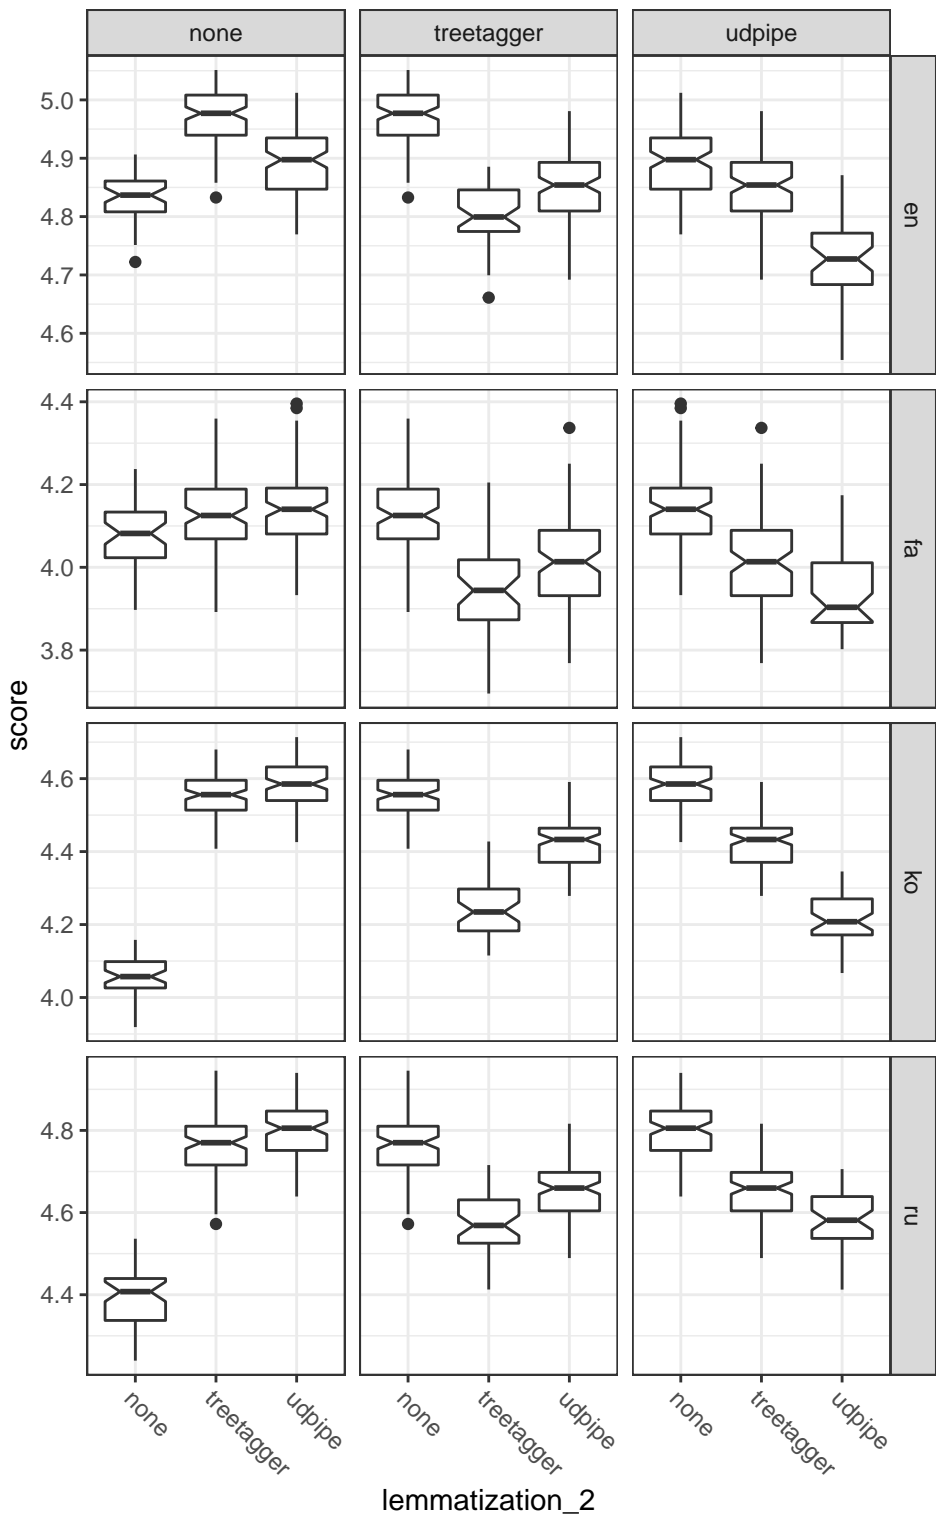 none treetagger udpipe
5.0
4.9
4.8
4.7
4.6
en
4.4
4.2
4.0
3.8
fa
score
4.6
4.4
4.2
4.0
ko
4.8
4.6
4.4
ru
none treetagger udpipe none treetagger udpipe none treetagger udpipe
lemmatization_2